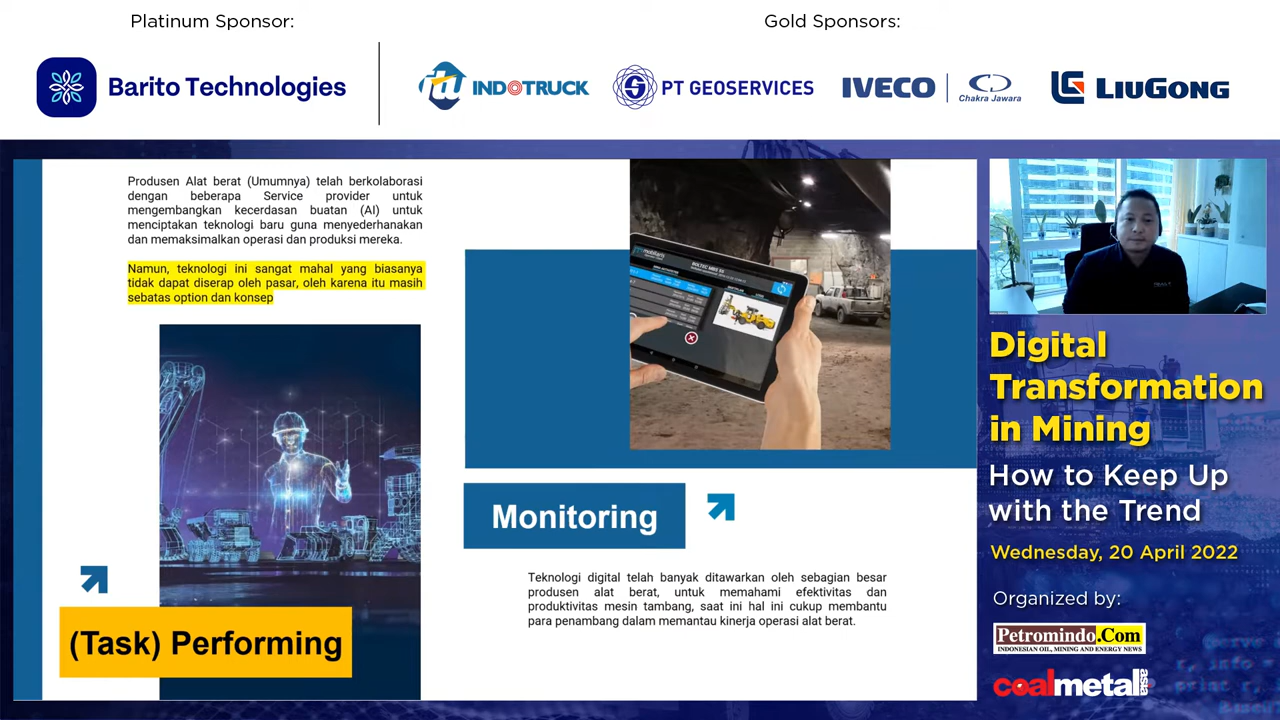 Platinum Sponsor:
Gold Sponsors:
Barito Technologies
INDOTRUCK
PT GEOSERVICES
IVECO
Chakra Jawara
LIUGONG
Produsen Alat berat (Umumnya) telah berkolaborasi
dengan beberapa Service provider untuk
mengembangkan kecerdasan buatan (AI) untuk
menciptakan teknologi baru guna menyederhanakan
dan memaksimalkan operasi dan produksi mereka.
Namun, teknologi ini sangat mahal yang biasanya
tidak dapat diserap oleh pasar, oleh karena itu masih
sebatas option dan konsep
(Task) Performing
mobilaris
BOLTEC MBG 55
Monitoring
Teknologi digital telah banyak ditawarkan oleh sebagian besar
produsen alat berat, untuk memahami efektivitas dan
produktivitas mesin tambang, saat ini hal ini cukup membantu
para penambang dalam memantau kinerja operasi alat berat.
Digital
Transformation
in Mining
How to Keep Up
with the Trend
Wednesday, 20 April 2022
Organized by:
Petromindo.Com
INDONESIAN OIL, MINING AND ENERGY NEWS
coalmetal asia